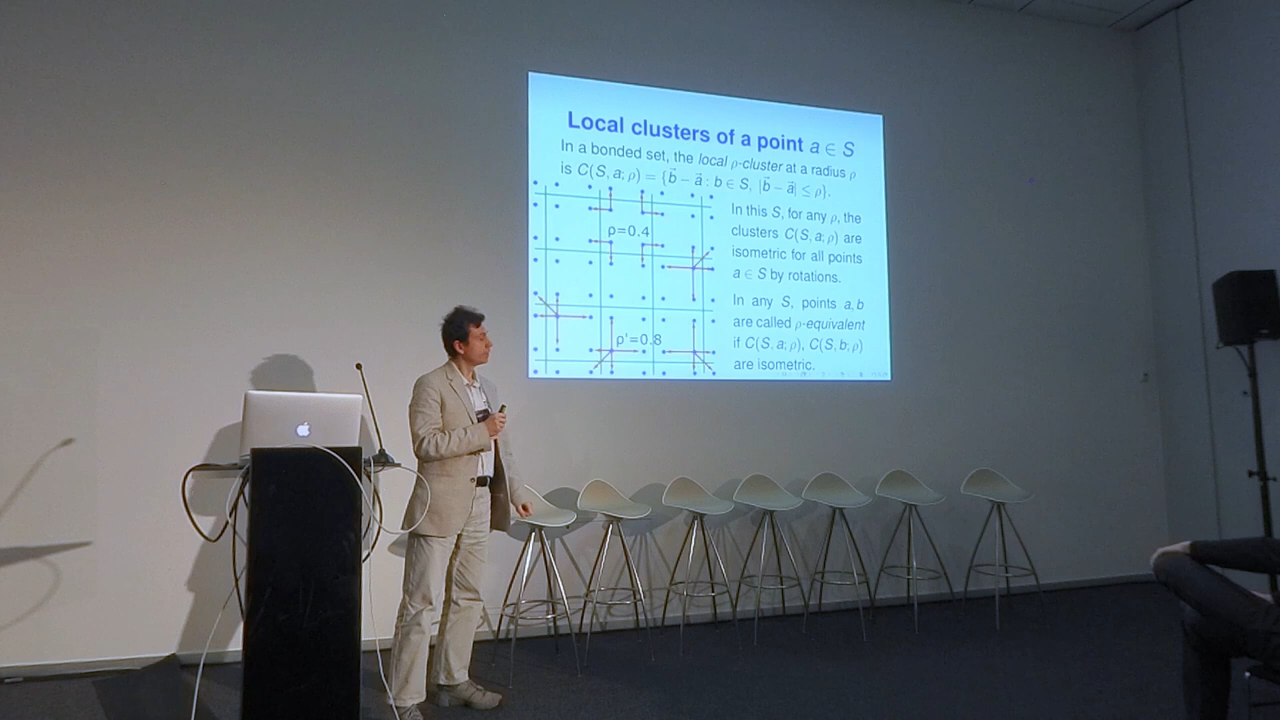 Local clusters of a point a ∈ S
In a bonded set, the local ρ-cluster at a radius ρ
is C(S, a; ρ) = {b⃗ − a⃗ : b ∈ S, |b⃗ − a⃗| ≤ ρ}.
ρ=0.4
ρ'=0.8
In this S, for any ρ, the
clusters C(S, a; ρ) are
isometric for all points
a ∈ S by rotations.
In any S, points a, b
are called ρ-equivalent
if C(S, a; ρ), C(S, b; ρ)
are isometric.